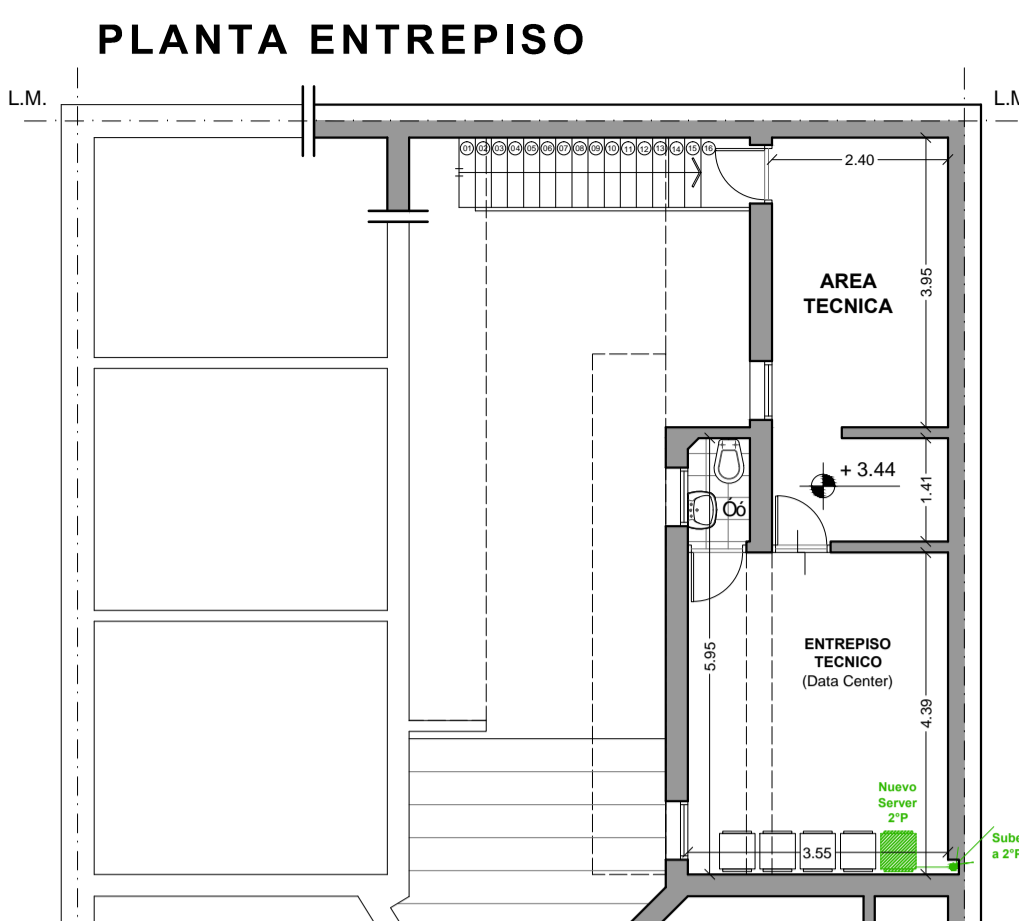 PLANTA ENTREPISO
L.M.
L.M
01 02 03 04 05 06 07 08 09 10 11 12 13 14 15 16
2.40
AREA
TECNICA
3.95
+ 3.44
1.41
Óó
ENTREPISO
TECNICO
(Data Center)
5.95
4.39
Nuevo
Server
2°P
3.55
Sube
a 2°P